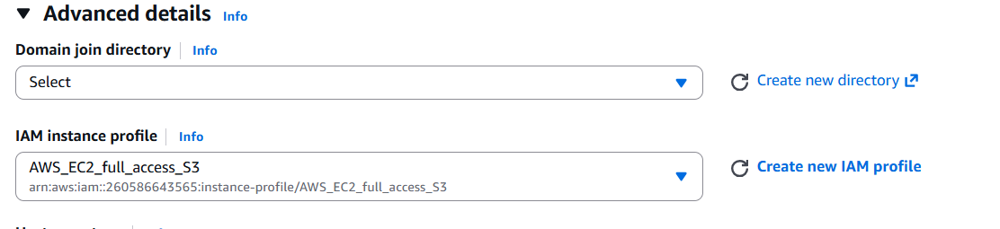 Advanced details Info
Domain join directory Info
Select
Create new directory
IAM instance profile Info
AWS_EC2_full_access_S3
arn:aws:iam::260586643565:instance-profile/AWS_EC2_full_access_S3
Create new IAM profile